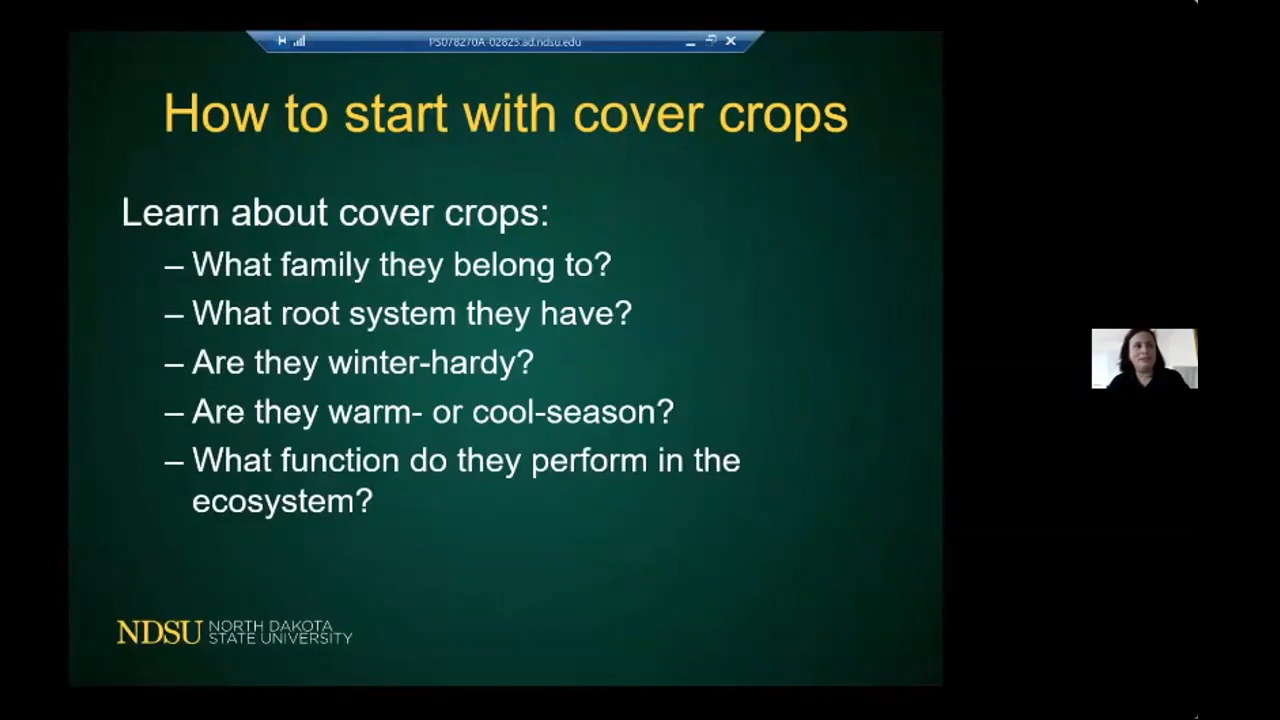 PS078270A-02825.ad.ndsu.edu
How to start with cover crops
Learn about cover crops:
– What family they belong to?
– What root system they have?
– Are they winter-hardy?
– Are they warm- or cool-season?
– What function do they perform in the
ecosystem?
NDSU NORTH DAKOTA
STATE UNIVERSITY